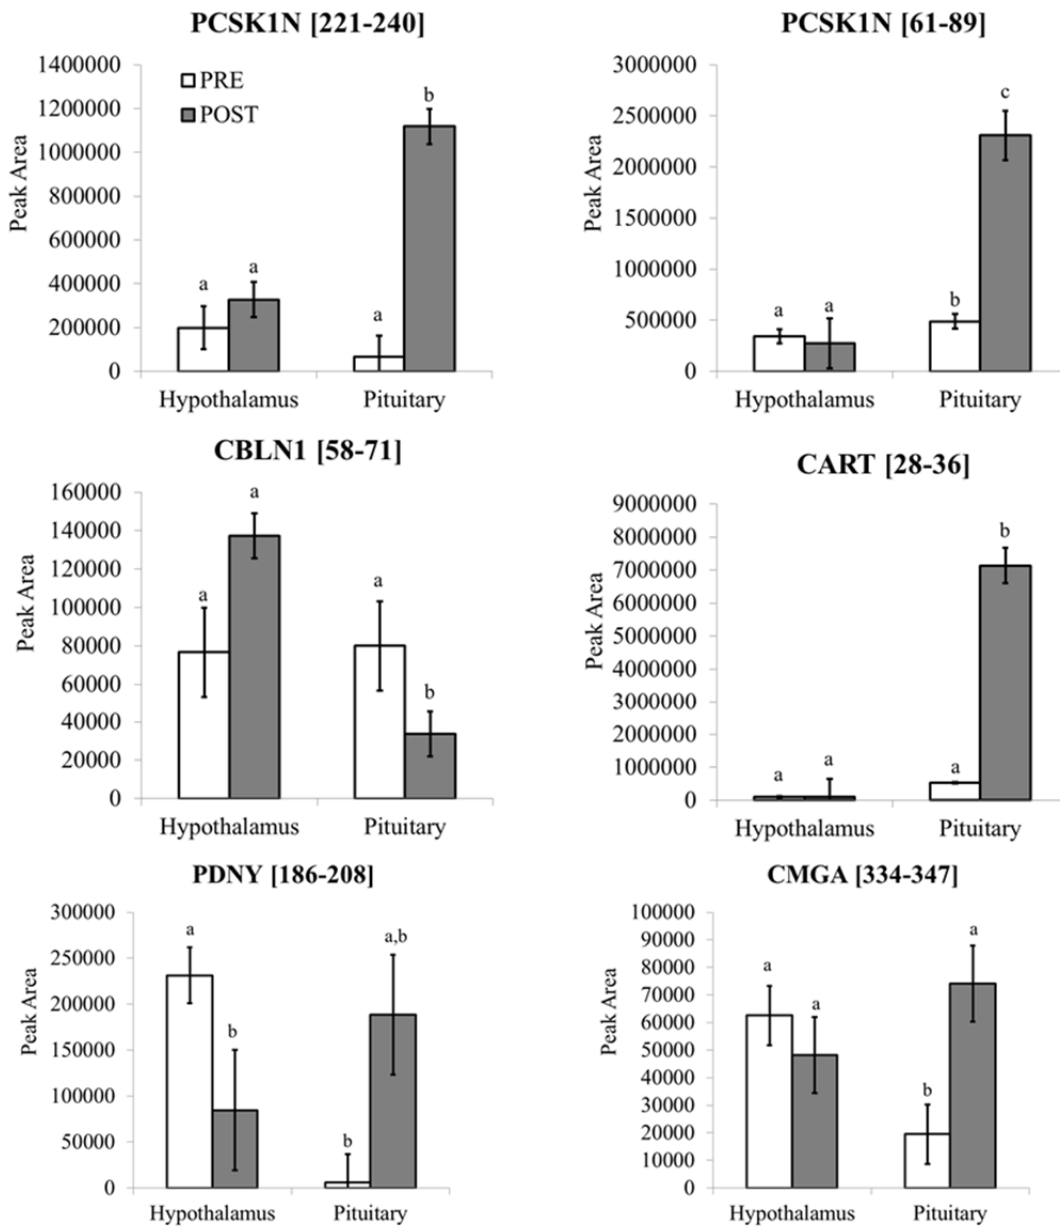 PCSK1N [221-240]
1400000
1200000
1000000
800000
600000
400000
200000
0
Peak Area
PRE
POST
a
a
a
b
Hypothalamus
Pituitary
PCSK1N [61-89]
3000000
2500000
2000000
1500000
1000000
500000
0
Peak Area
a
a
b
c
Hypothalamus
Pituitary
CBLN1 [58-71]
160000
140000
120000
100000
80000
60000
40000
20000
0
Peak Area
a
a
a
b
Hypothalamus
Pituitary
CART [28-36]
9000000
8000000
7000000
6000000
5000000
4000000
3000000
2000000
1000000
0
Peak Area
a
a
a
b
Hypothalamus
Pituitary
PDNY [186-208]
300000
250000
200000
150000
100000
50000
0
Peak Area
a
b
b
a,b
Hypothalamus
Pituitary
CMGA [334-347]
100000
90000
80000
70000
60000
50000
40000
30000
20000
10000
0
Peak Area
a
a
b
a
Hypothalamus
Pituitary